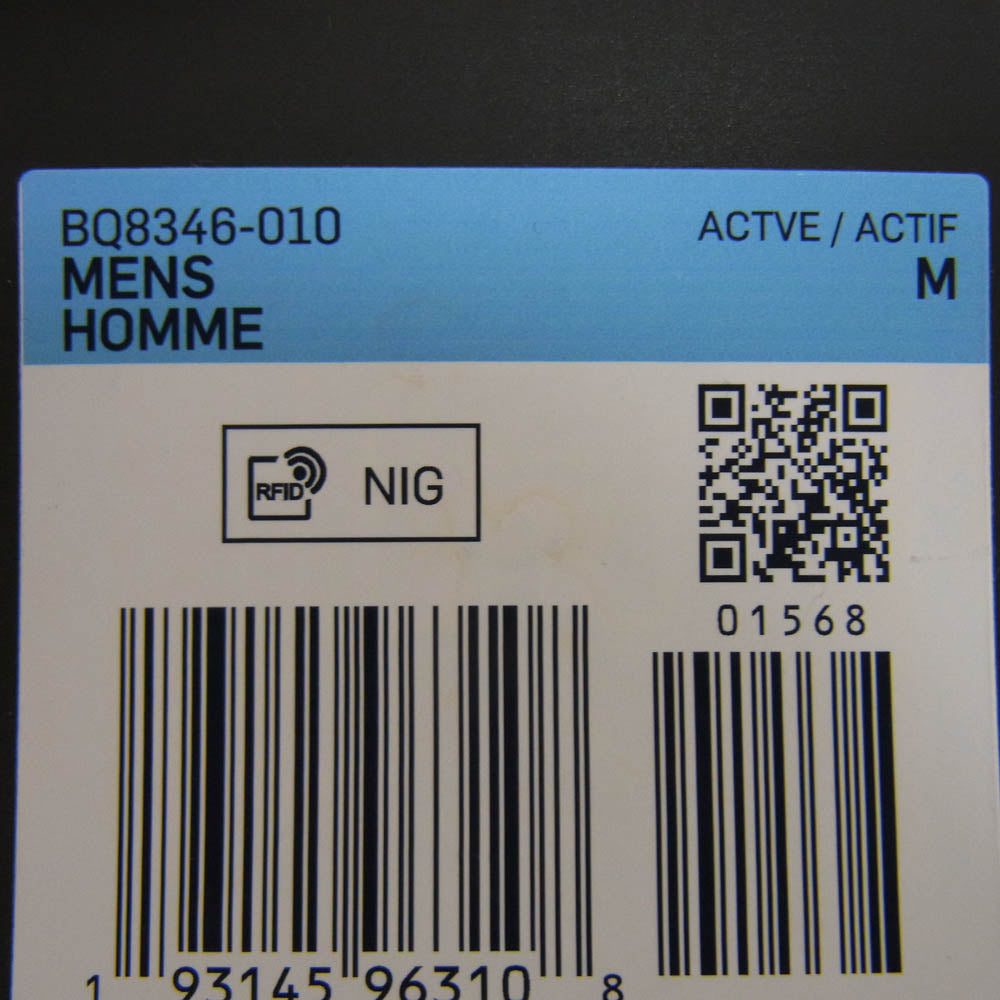 BQ8346-010
ACTVE / ACTIF
MENS
M
HOMME
RFID
NIG
01568
1 93145 96310 8